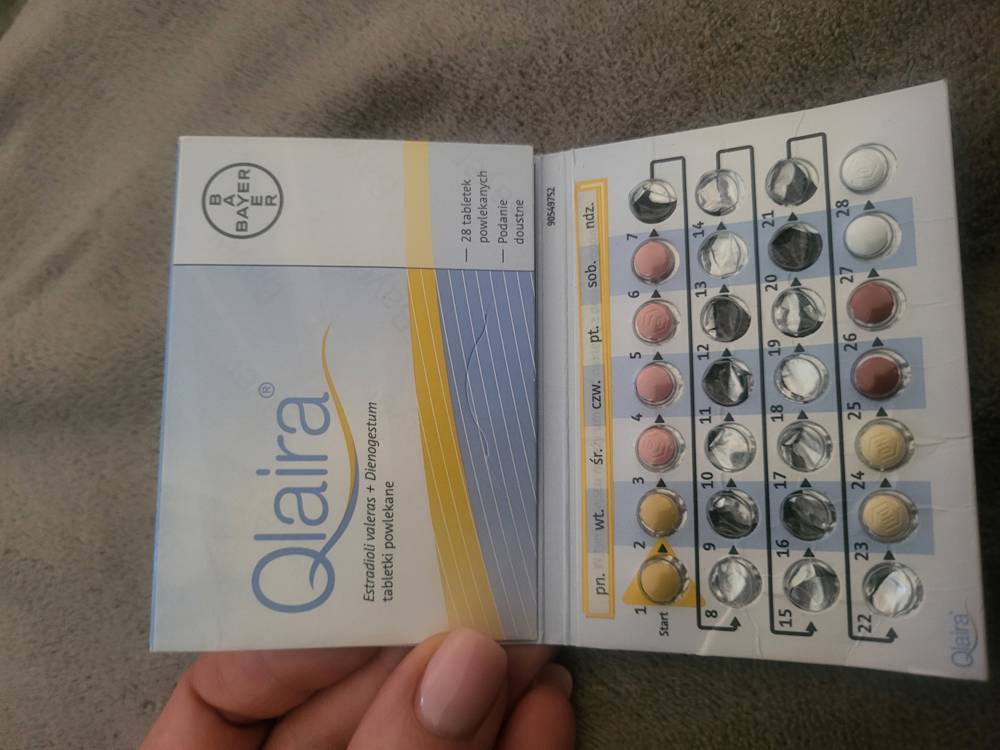 BAYER
BAYER
— 28 tabletek
powlekanych
— Podanie
doustne
Qlaira®
Estradioli valeras + Dienogestum
tabletki powlekane
90549752
pn. wt. śr. czw. pt. sob. ndz.
1 2 3 4 5 6 7
Start
8 9 10 11 12 13 14
15 16 17 18 19 20 21
22 23 24 25 26 27 28
Qlaira®